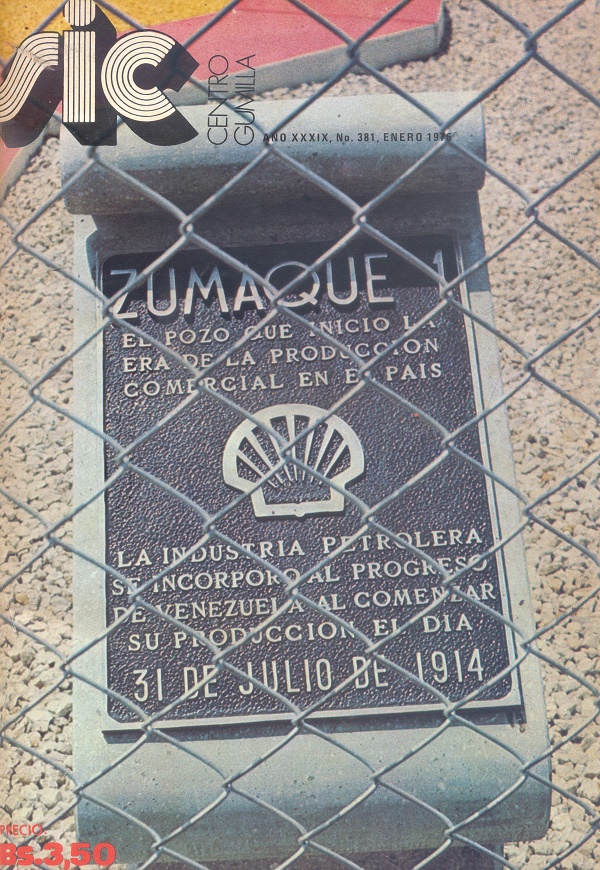 sic
CENTRO
GUMILLA
AÑO XXXIX, No. 381, ENERO 1976
ZUMAQUE 1
EL POZO QUE INICIO LA
ERA DE LA PRODUCCION
COMERCIAL EN EL PAIS
SHELL
LA INDUSTRIA PETROLERA
SE INCORPORO AL PROGRESO
DE VENEZUELA AL COMENZAR
SU PRODUCCION EL DIA
31 DE JULIO DE 1914
PRECIO:
Bs.3,50